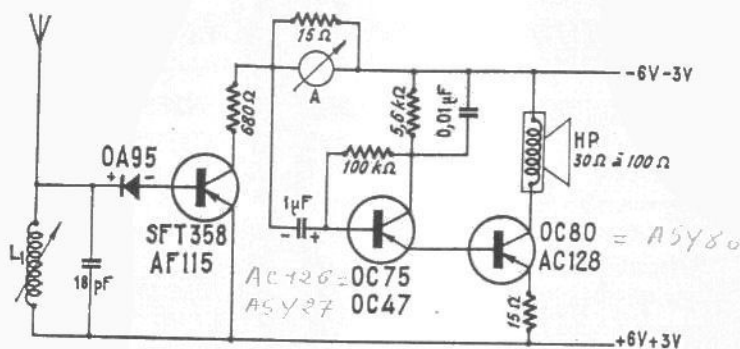 15Ω
A
-6V-3V
680Ω
5,6kΩ
0,01µF
HP
30Ω à 100Ω
OA95
+ -
100kΩ
1µF
- +
SFT358
AF115
L1
18pF
OC80 = ASY80
AC128
AC126= OC75
ASY27 OC47
15Ω
+6V+3V